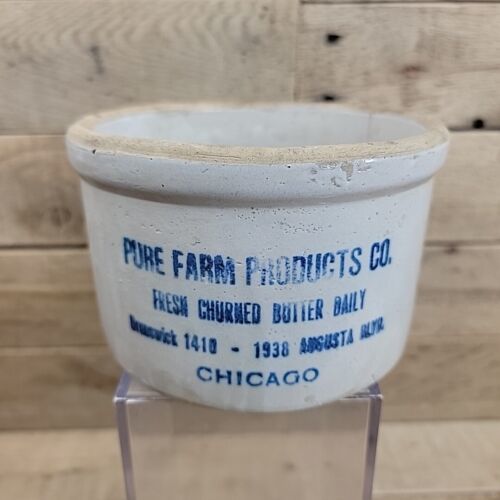 PURE FARM PRODUCTS CO.
FRESH CHURNED BUTTER DAILY
Brunswick 1410 - 1938 AUGUSTA BLVD.
CHICAGO